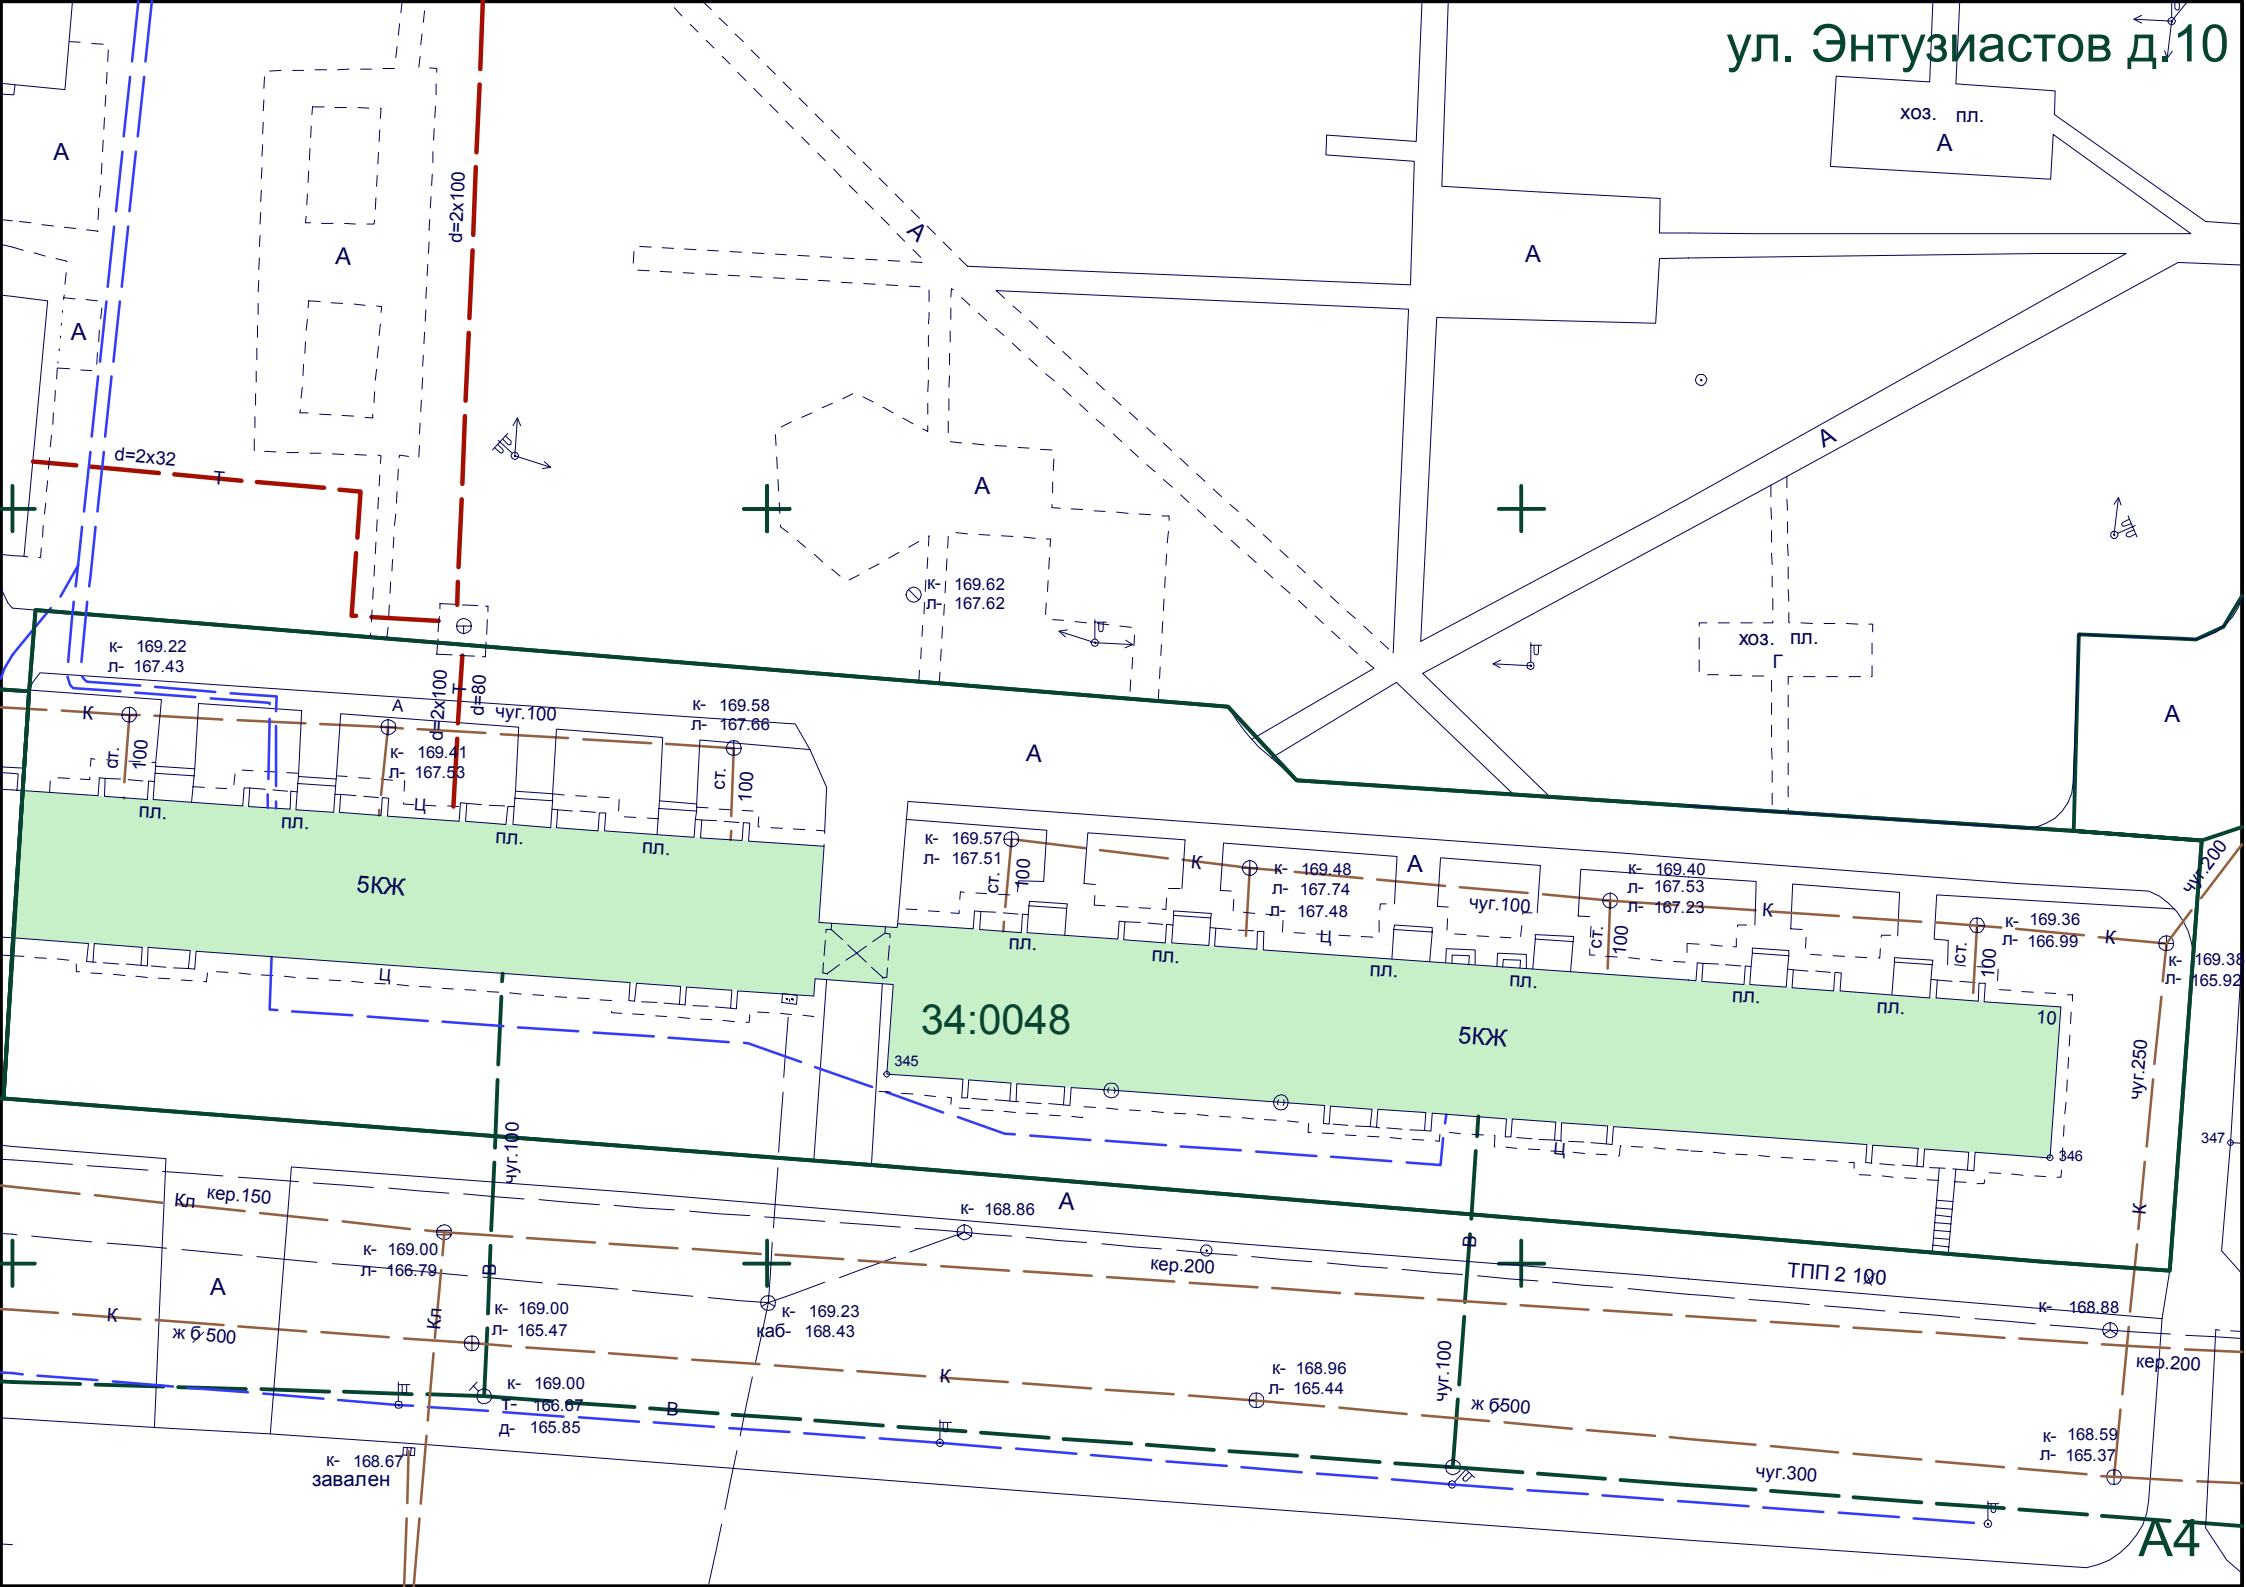 ул. Энтузиастов д.10
хоз. пл.
А
А
d=2х100
А
А
А
А
А
d=2х32
Т
А
А
к- 169.62
л- 167.62
хоз. пл.
Г
к- 169.22
л- 167.43
К
А
d=2х100
Т
d=80
чуг.100
к- 169.58
л- 167.66
А
А
ст.
100
к- 169.41
л- 167.53
ст.
100
Ц
пл.
пл.
пл.
пл.
чуг.200
к- 169.57
л- 167.51
К
А
к- 169.48
л- 167.74
л- 167.48
к- 169.40
л- 167.53
л- 167.23
5КЖ
ст.
100
чуг.100
К
к- 169.36
л- 166.99
К
Ц
ст.
100
ст.
100
пл.
пл.
пл.
пл.
пл.
пл.
к- 169.38
л- 165.92
Ц
34:0048
5КЖ
10
345
чуг.250
чуг.100
347
Ц
346
Кл
кер.150
А
к- 168.86
К
к- 169.00
л- 166.79
В
В
кер.200
ТПП 2 100
А
К
ж б 500
Кл
к- 169.00
л- 165.47
к- 169.23
каб- 168.43
к- 168.88
кер.200
чуг.100
к- 168.96
л- 165.44
К
к- 169.00
т- 166.67
д- 165.85
В
ж б500
к- 168.59
л- 165.37
к- 168.67
завален
чуг.300
А4